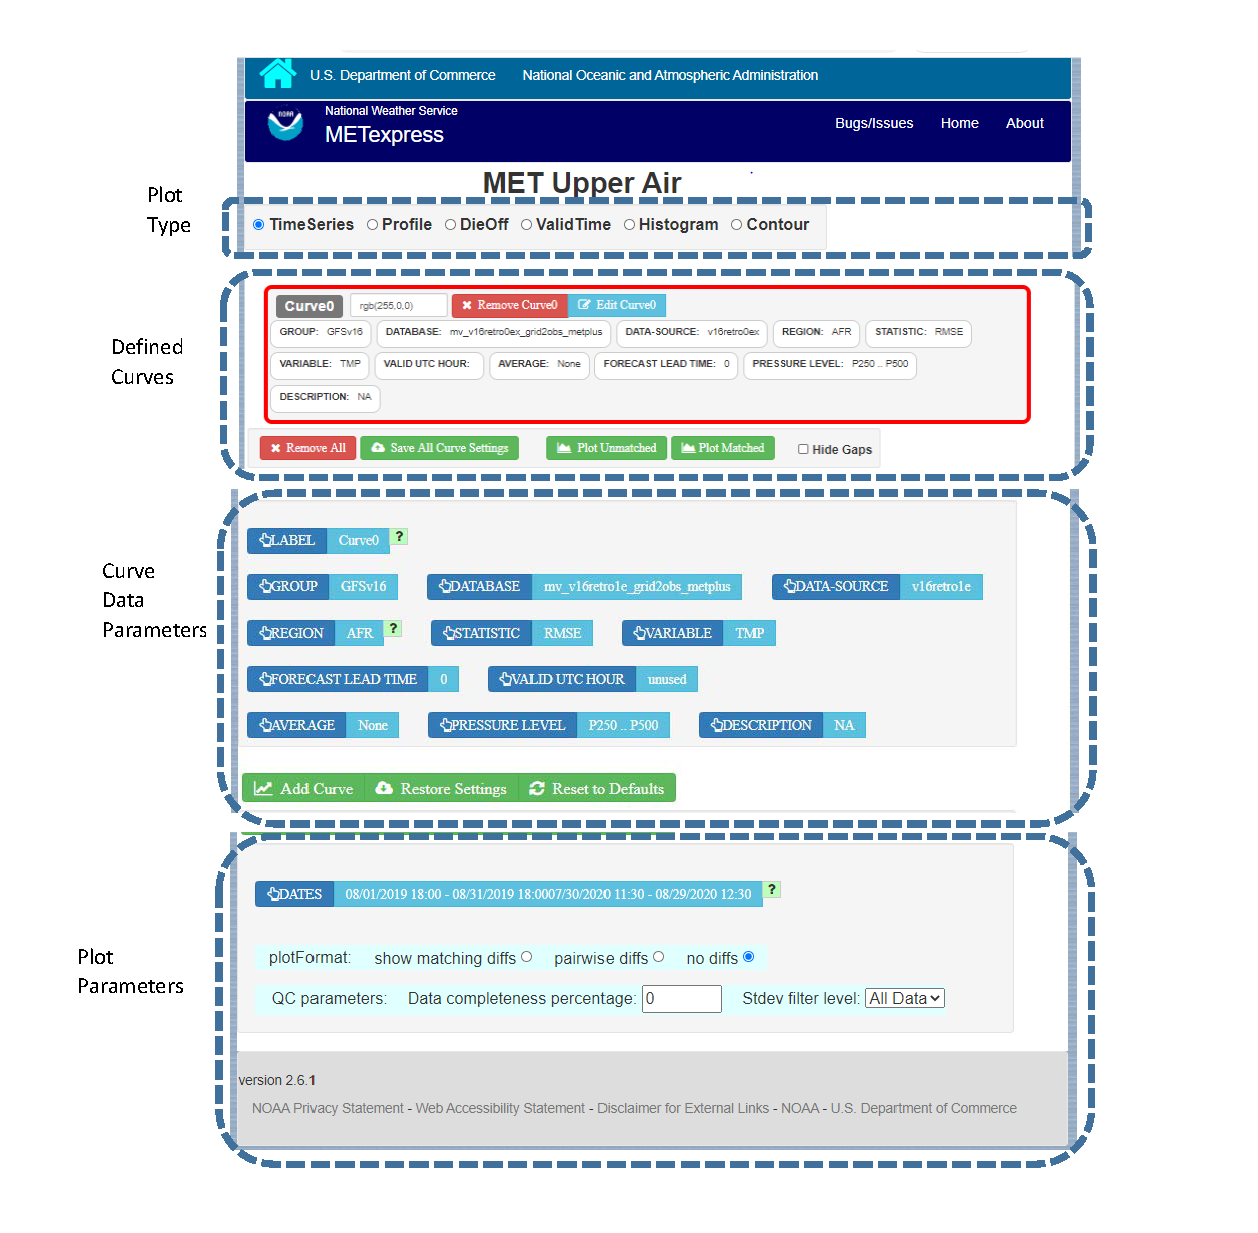 U.S. Department of Commerce National Oceanic and Atmospheric Administration
NOAA
National Weather Service
METexpress
Bugs/Issues Home About
MET Upper Air
Plot
Type
TimeSeries Profile DieOff ValidTime Histogram Contour
Defined
Curves
Curve0 rgb(255,0,0) Remove Curve0 Edit Curve0
GROUP: GFSv16 DATABASE: mv_v16retro0ex_grid2obs_metplus DATA-SOURCE: v16retro0ex REGION: AFR STATISTIC: RMSE
VARIABLE: TMP VALID UTC HOUR: AVERAGE: None FORECAST LEAD TIME: 0 PRESSURE LEVEL: P250 .. P500
DESCRIPTION: NA
Remove All Save All Curve Settings Plot Unmatched Plot Matched Hide Gaps
Curve
Data
Parameters
LABEL Curve0 ?
GROUP GFSv16 DATABASE mv_v16retro1e_grid2obs_metplus DATA-SOURCE v16retro1e
REGION AFR ? STATISTIC RMSE VARIABLE TMP
FORECAST LEAD TIME 0 VALID UTC HOUR unused
AVERAGE None PRESSURE LEVEL P250 .. P500 DESCRIPTION NA
Add Curve Restore Settings Reset to Defaults
Plot
Parameters
DATES 08/01/2019 18:00 - 08/31/2019 18:0007/30/2020 11:30 - 08/29/2020 12:30 ?
plotFormat: show matching diffs pairwise diffs no diffs
QC parameters: Data completeness percentage: 0 Stdev filter level: All Data
version 2.6.1
NOAA Privacy Statement - Web Accessibility Statement - Disclaimer for External Links - NOAA - U.S. Department of Commerce